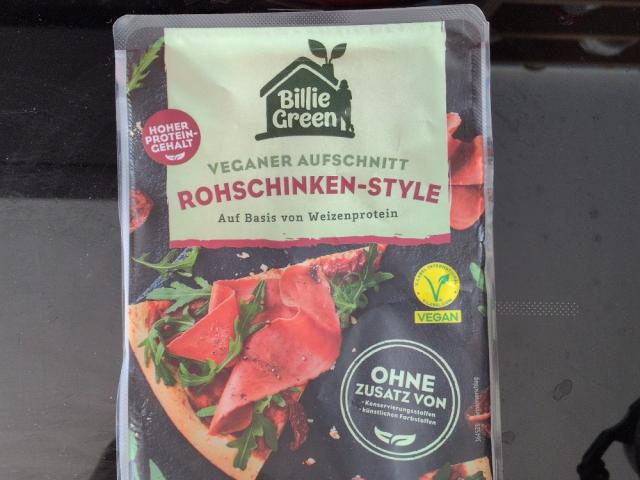 Billie
Green
HOHER
PROTEIN-
GEHALT
VEGANER AUFSCHNITT
ROHSCHINKEN-STYLE
Auf Basis von Weizenprotein
VEGAN
OHNE
ZUSATZ VON
- Konservierungsstoffen
- künstlichen Farbstoffen